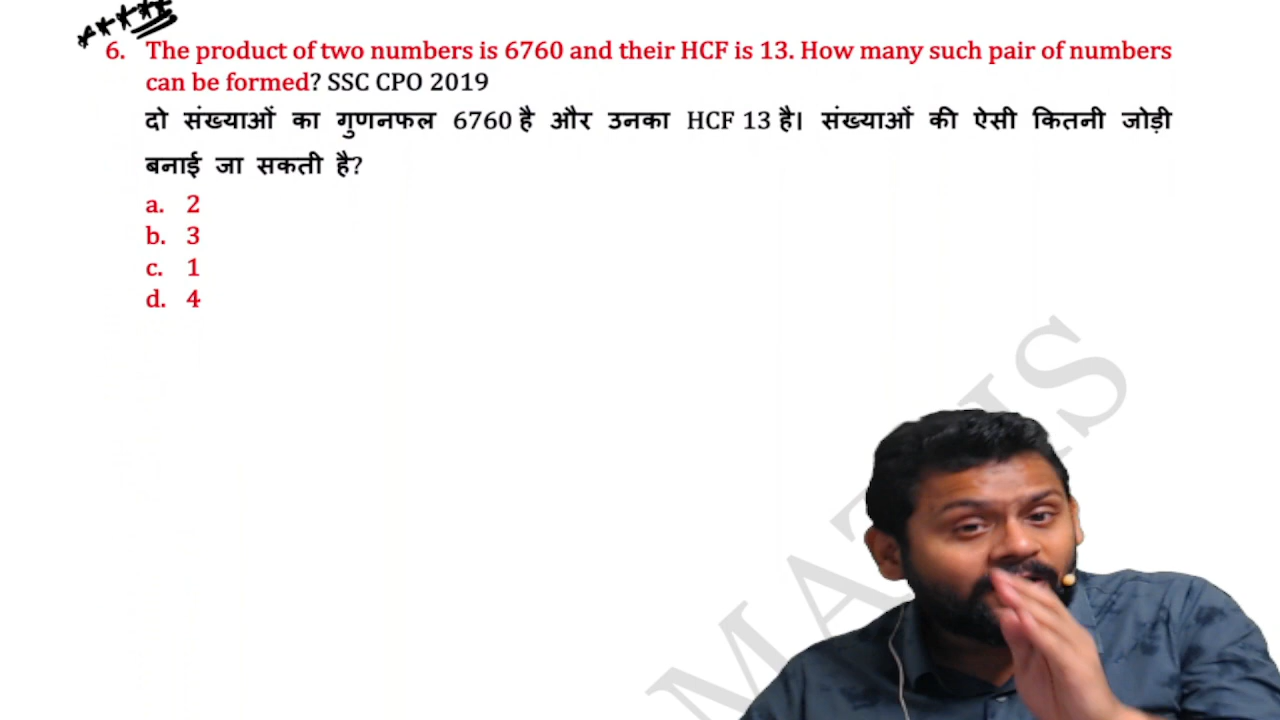 6. The product of two numbers is 6760 and their HCF is 13. How many such pair of numbers
can be formed? SSC CPO 2019
दो संख्याओं का गुणनफल 6760 है और उनका HCF 13 है। संख्याओं की ऐसी कितनी जोड़ी
बनाई जा सकती है?
a. 2
b. 3
c. 1
d. 4
MATHS